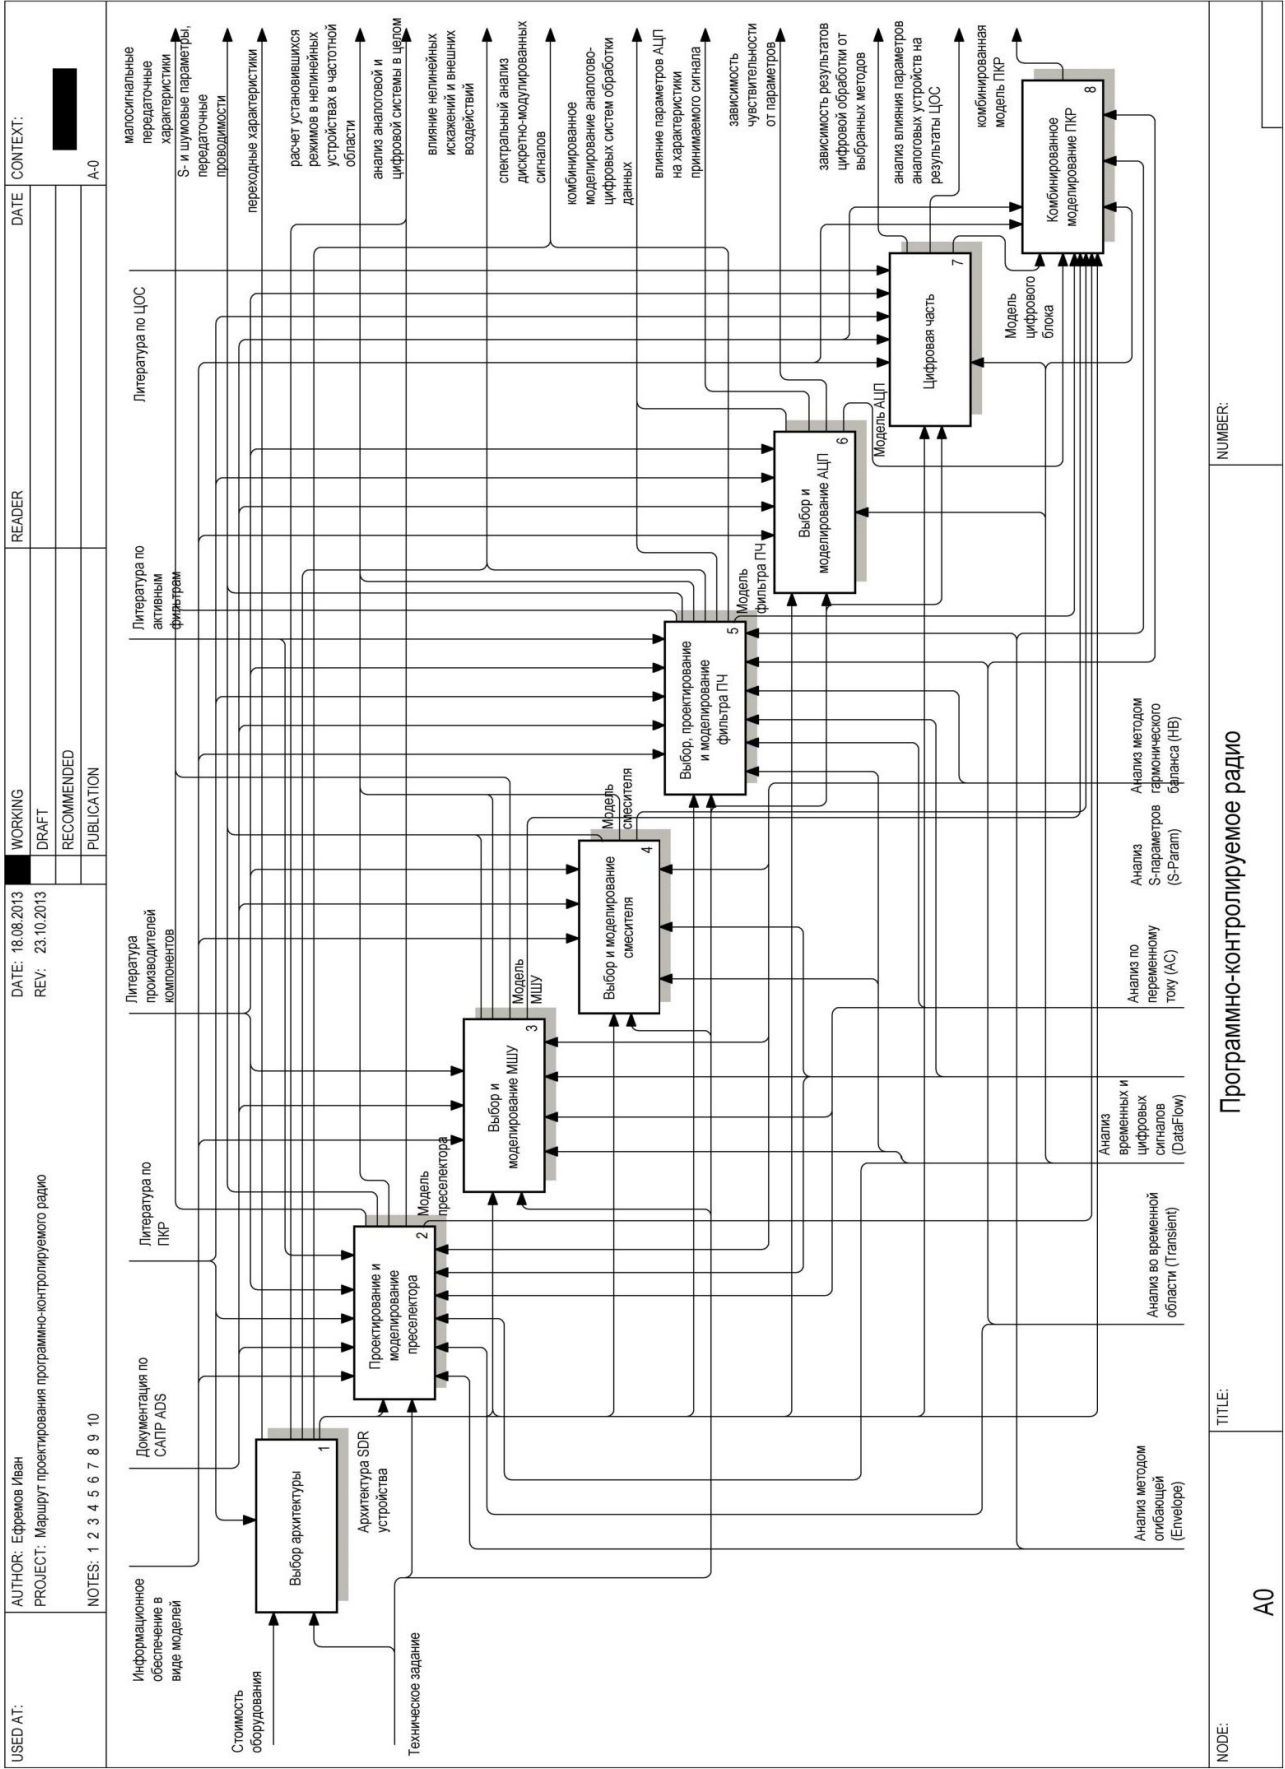 USED AT:
AUTHOR: Ефремов Иван
PROJECT: Маршрут проектирования программно-контролируемого радио
NOTES: 1 2 3 4 5 6 7 8 9 10
DATE: 18.08.2013
REV: 23.10.2013
WORKING
DRAFT
RECOMMENDED
PUBLICATION
READER
DATE
CONTEXT:
A-0
Информационное
обеспечение в
виде моделей
Документация по
САПР ADS
Литература по
ПКР
Литература
производителей
компонентов
Литература по
активным
фильтрам
Литература по ЦОС
малосигнальные
передаточные
характеристики
S- и шумовые параметры,
передаточные
проводимости
переходные характеристики
расчет установившихся
режимов в нелинейных
устройствах в частотной
области
анализ аналоговой и
цифровой системы в целом
влияние нелинейных
искажений и внешних
воздействий
спектральный анализ
дискретно-модулированных
сигналов
комбинированное
моделирование аналогово-
цифровых систем обработки
данных
влияние параметров АЦП
на характеристики
принимаемого сигнала
зависимость
чувствительности
от параметров
зависимость результатов
цифровой обработки от
выбранных методов
анализ влияния параметров
аналоговых устройств на
результаты ЦОС
комбинированная
модель ПКР
Стоимость
оборудования
Техническое задание
Выбор архитектуры
1
Архитектура SDR
устройства
Проектирование и
моделирование
преселектора
2
Модель
преселектора
Выбор и
моделирование МШУ
3
Модель
МШУ
Выбор и моделирование
смесителя
4
Модель
смесителя
Выбор, проектирование
и моделирование
фильтра ПЧ
5
Модель
фильтра ПЧ
Выбор и
моделирование АЦП
6
Модель АЦП
Цифровая часть
7
Модель
цифрового
блока
Комбинированное
моделирование ПКР
8
Анализ методом
огибающей
(Envelope)
Анализ во временной
области (Transient)
Анализ
временных и
цифровых
сигналов
(DataFlow)
Анализ по
переменному
току (AC)
Анализ
S-параметров
(S-Param)
Анализ методом
гармонического
баланса (HB)
NODE:
A0
TITLE:
Программно-контролируемое радио
NUMBER: